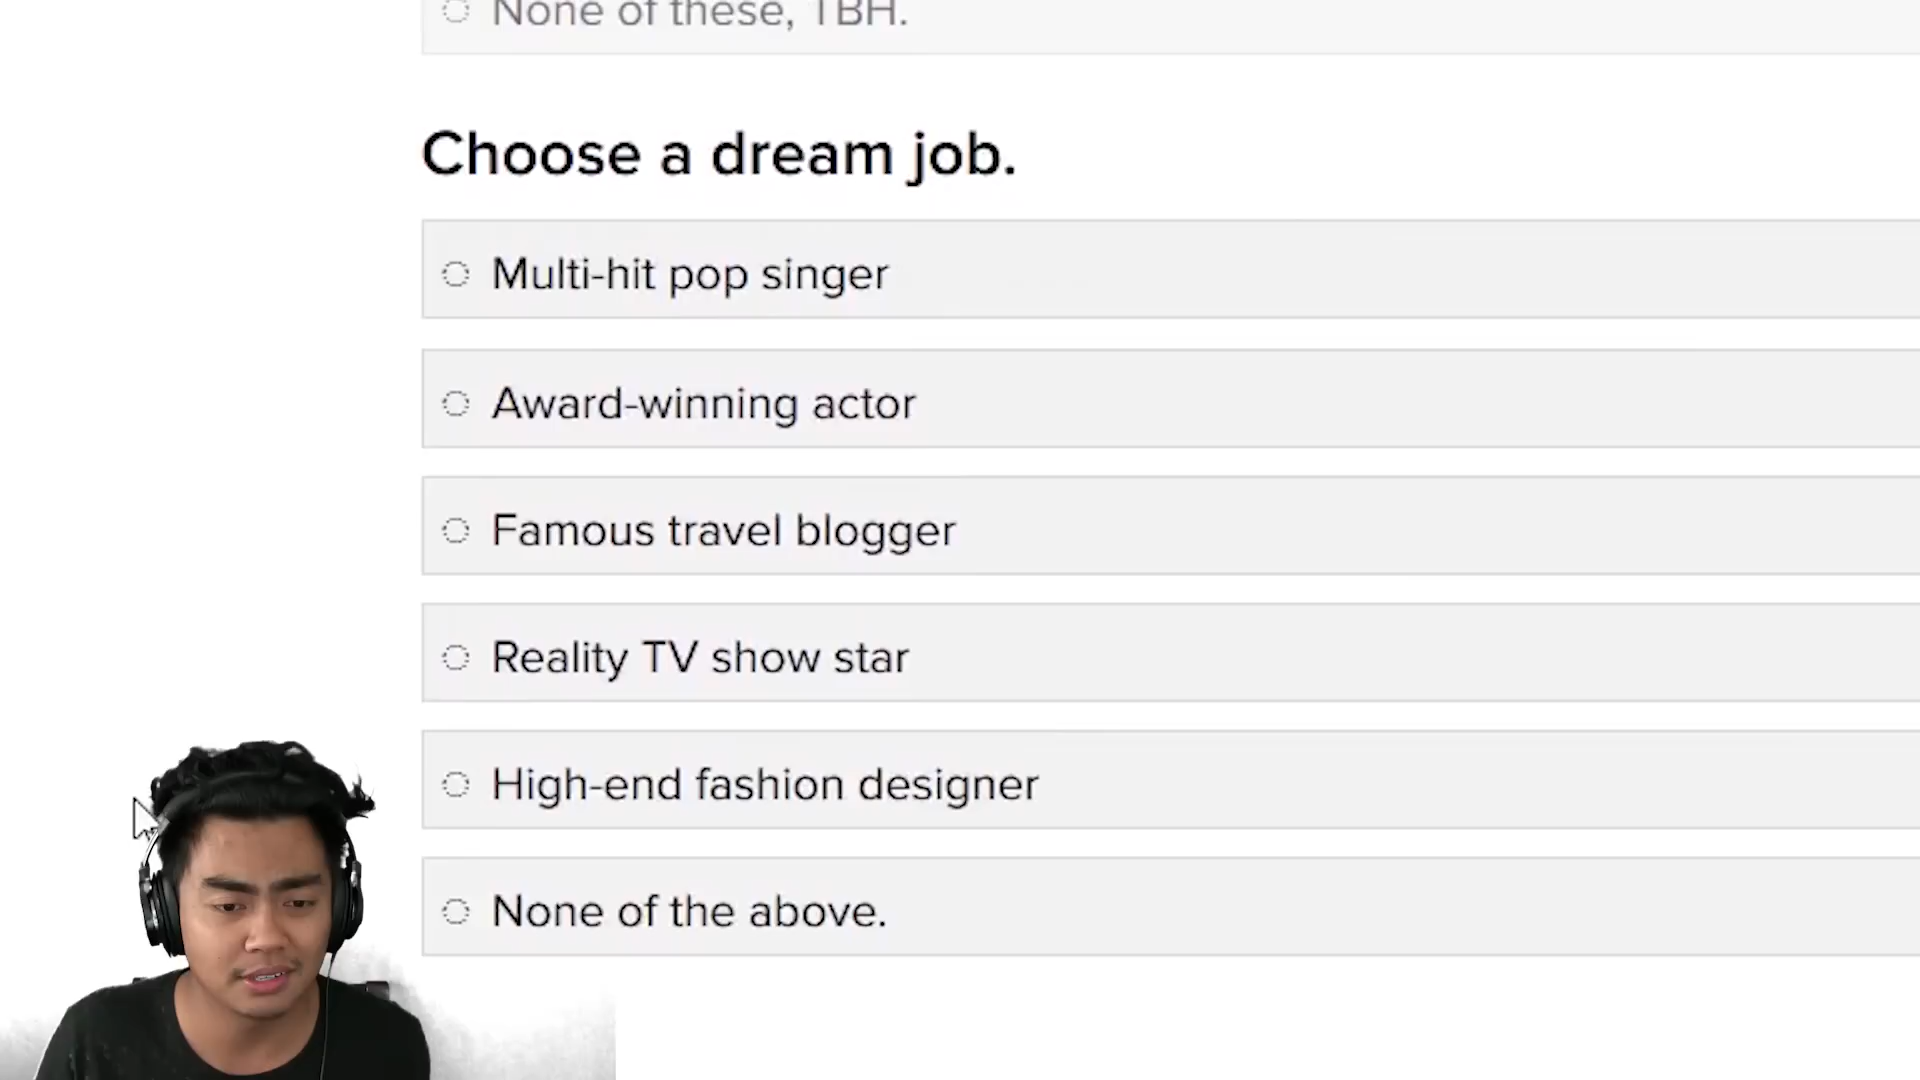 None of these, TBH.
Choose a dream job.
Multi-hit pop singer
Award-winning actor
Famous travel blogger
Reality TV show star
High-end fashion designer
None of the above.